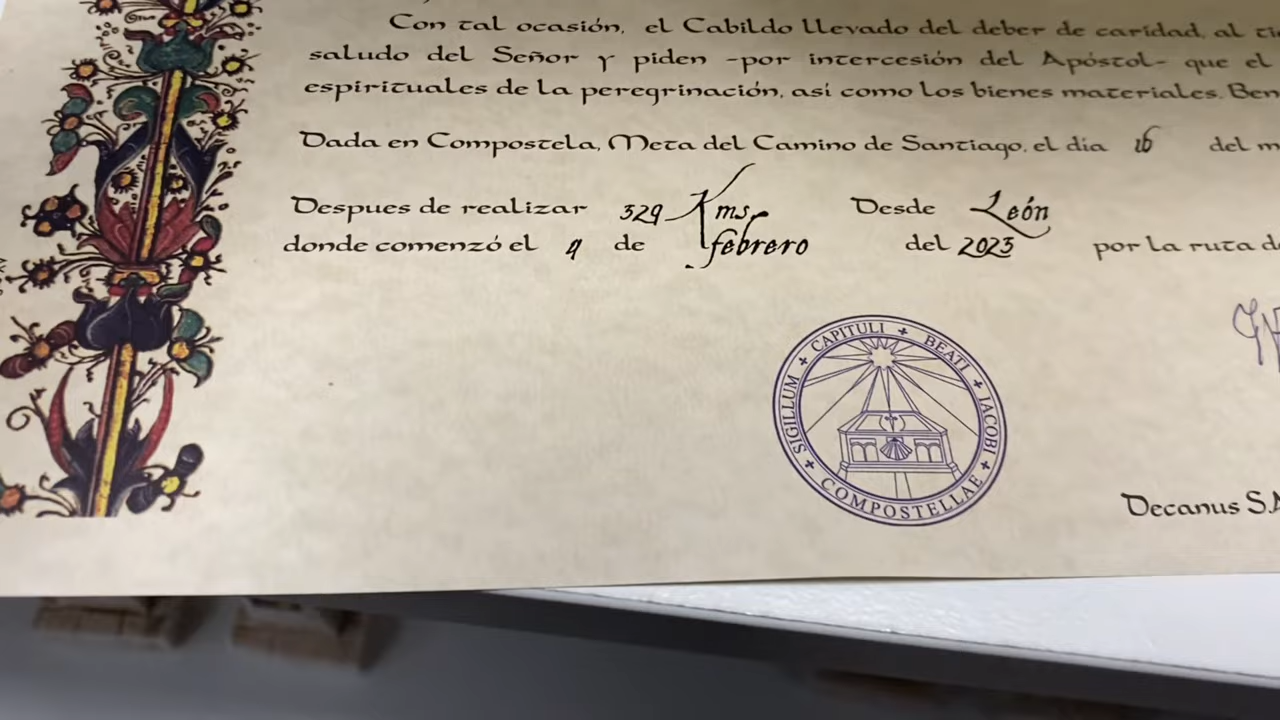 Con tal ocasión, el Cabildo llevado del deber de caridad, al
saludo del Señor y piden -por intercesión del Apóstol- que el
espirituales de la peregrinación, así como los bienes materiales.
Dada en Compostela, Meta del Camino de Santiago, el día 16 del
Despues de realizar 329 Kms Desde León
donde comenzó el 4 de febrero del 2023 por la ruta
SIGILLUM + CAPITULI + BEATI + IACOBI + COMPOSTELLAE +
Decanus